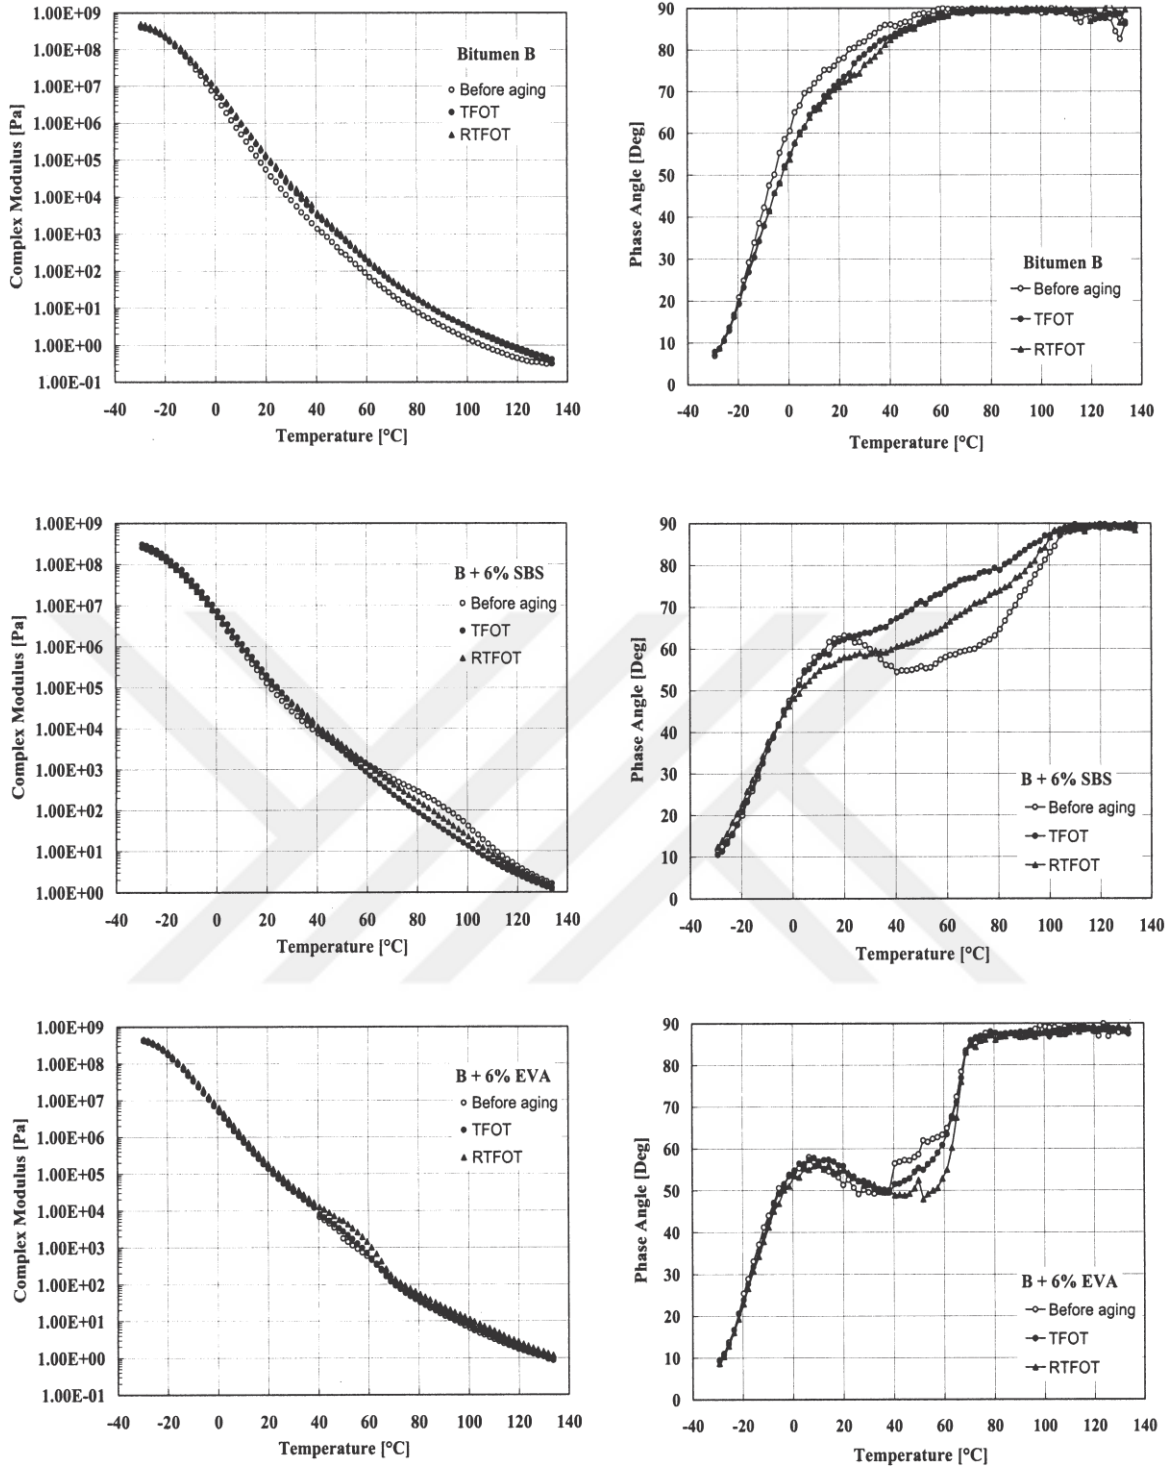 Complex Modulus [Pa]
1.00E+09
1.00E+08
1.00E+07
1.00E+06
1.00E+05
1.00E+04
1.00E+03
1.00E+02
1.00E+01
1.00E+00
1.00E-01
Bitumen B
Before aging
TFOT
RTFOT
-40 -20 0 20 40 60 80 100 120 140
Temperature [°C]
Phase Angle [Deg]
90
80
70
60
50
40
30
20
10
0
Bitumen B
Before aging
TFOT
RTFOT
-40 -20 0 20 40 60 80 100 120 140
Temperature [°C]
Complex Modulus [Pa]
1.00E+09
1.00E+08
1.00E+07
1.00E+06
1.00E+05
1.00E+04
1.00E+03
1.00E+02
1.00E+01
1.00E+00
B + 6% SBS
Before aging
TFOT
RTFOT
-40 -20 0 20 40 60 80 100 120 140
Temperature [°C]
Phase Angle [Deg]
90
80
70
60
50
40
30
20
10
0
B + 6% SBS
Before aging
TFOT
RTFOT
-40 -20 0 20 40 60 80 100 120 140
Temperature [°C]
Complex Modulus [Pa]
1.00E+09
1.00E+08
1.00E+07
1.00E+06
1.00E+05
1.00E+04
1.00E+03
1.00E+02
1.00E+01
1.00E+00
1.00E-01
B + 6% EVA
Before aging
TFOT
RTFOT
-40 -20 0 20 40 60 80 100 120 140
Temperature [°C]
Phase Angle [Deg]
90
80
70
60
50
40
30
20
10
0
B + 6% EVA
Before aging
TFOT
RTFOT
-40 -20 0 20 40 60 80 100 120 140
Temperature [°C]